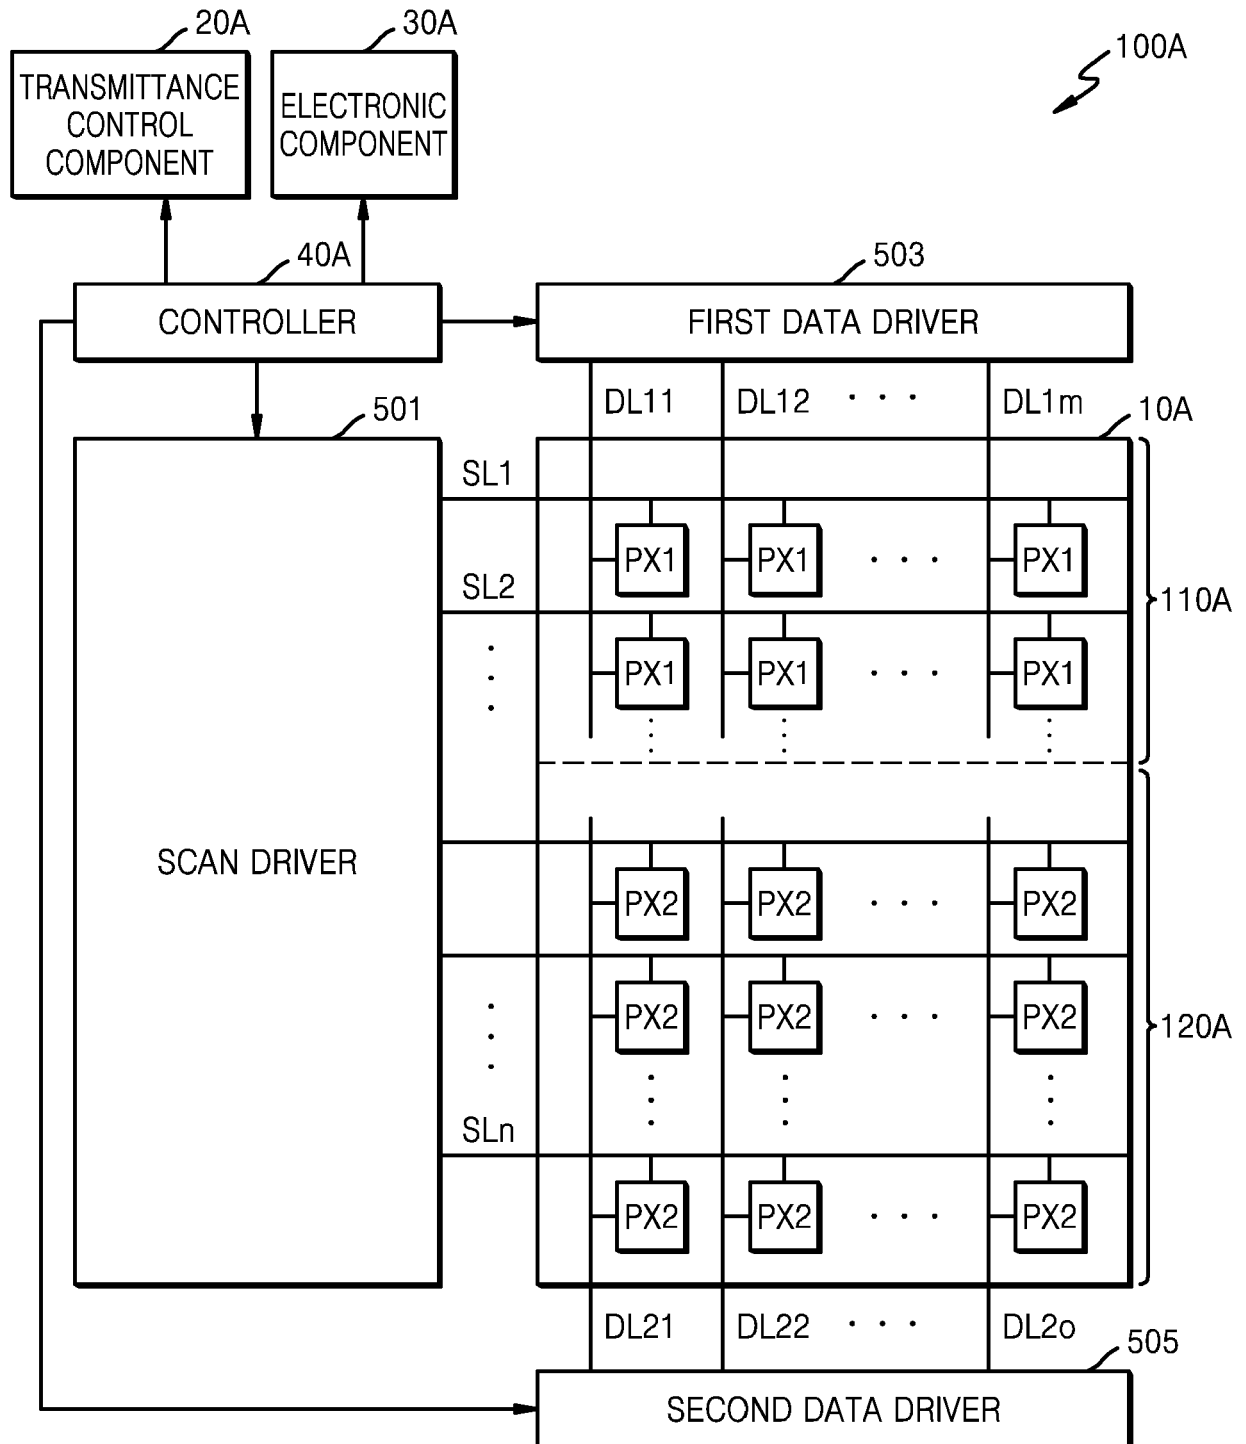 20A
30A
100A
TRANSMITTANCE
CONTROL
COMPONENT
ELECTRONIC
COMPONENT
40A
503
CONTROLLER
FIRST DATA DRIVER
DL11 DL12 · · · DL1m
501
10A
SL1
PX1 PX1 · · · PX1
SL2
110A
PX1 PX1 · · · PX1
SCAN DRIVER
PX2 PX2 · · · PX2
PX2 PX2 · · · PX2
120A
SLn
PX2 PX2 · · · PX2
DL21 DL22 · · · DL2o
505
SECOND DATA DRIVER